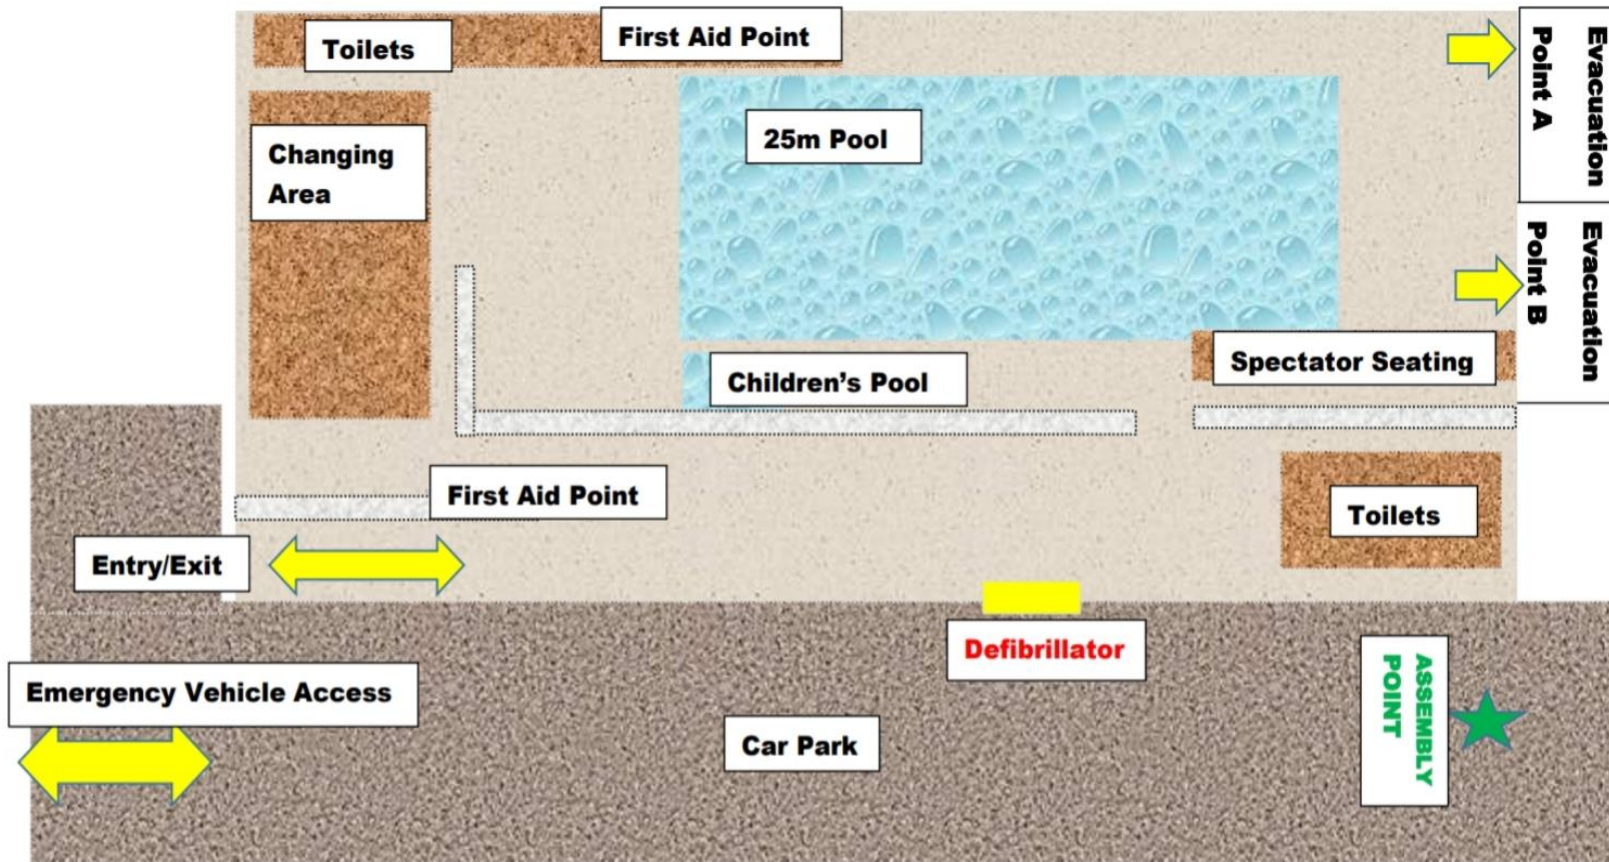 Toilets
First Aid Point
Evacuation
Point A
25m Pool
Changing
Area
Evacuation
Point B
Spectator Seating
Children’s Pool
First Aid Point
Toilets
Entry/Exit
Defibrillator
ASSEMBLY
POINT
Emergency Vehicle Access
Car Park